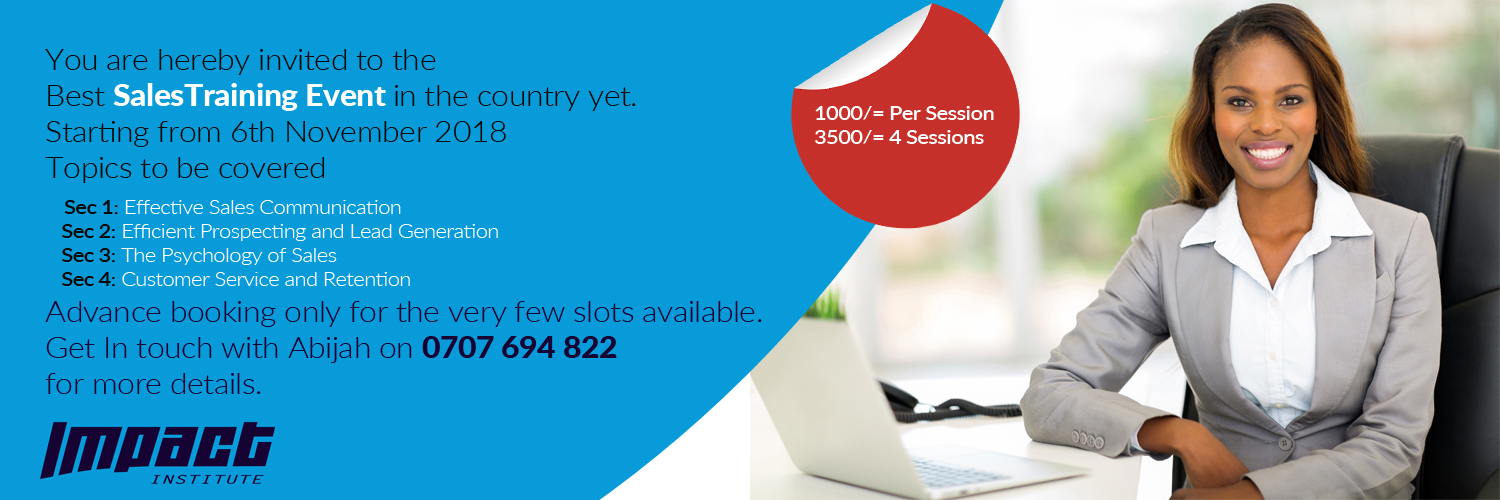 You are hereby invited to the
Best SalesTraining Event in the country yet.
Starting from 6th November 2018
Topics to be covered
Sec 1: Effective Sales Communication
Sec 2: Efficient Prospecting and Lead Generation
Sec 3: The Psychology of Sales
Sec 4: Customer Service and Retention
Advance booking only for the very few slots available.
Get In touch with Abijah on 0707 694 822
for more details.
Impact
INSTITUTE
1000/= Per Session
3500/= 4 Sessions